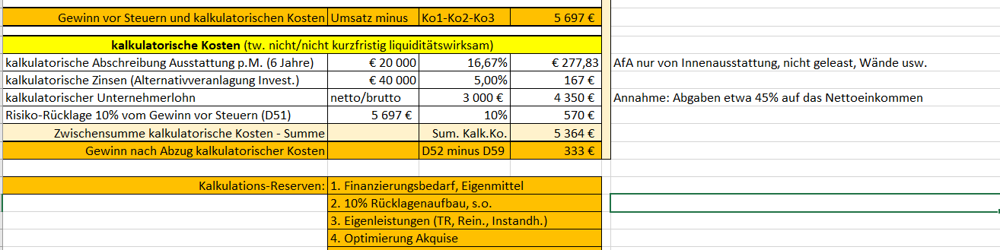 Gewinn vor Steuern und kalkulatorischen Kosten Umsatz minus Ko1-Ko2-Ko3 5 697 €
kalkulatorische Kosten (tw. nicht/nicht kurzfristig liquiditätswirksam)
kalkulatorische Abschreibung Ausstattung p.M. (6 Jahre) € 20 000 16,67% € 277,83 AfA nur von Innenausstattung, nicht geleast, Wände usw.
kalkulatorische Zinsen (Alternativveranlagung Invest.) € 40 000 5,00% 167 €
kalkulatorischer Unternehmerlohn netto/brutto 3 000 € 4 350 € Annahme: Abgaben etwa 45% auf das Nettoeinkommen
Risiko-Rücklage 10% vom Gewinn vor Steuern (D51) 5 697 € 10% 570 €
Zwischensumme kalkulatorische Kosten - Summe Sum. Kalk.Ko. 5 364 €
Gewinn nach Abzug kalkulatorischer Kosten D52 minus D59 333 €
Kalkulations-Reserven: 1. Finanzierungsbedarf, Eigenmittel
2. 10% Rücklagenaufbau, s.o.
3. Eigenleistungen (TR, Rein., Instandh.)
4. Optimierung Akquise